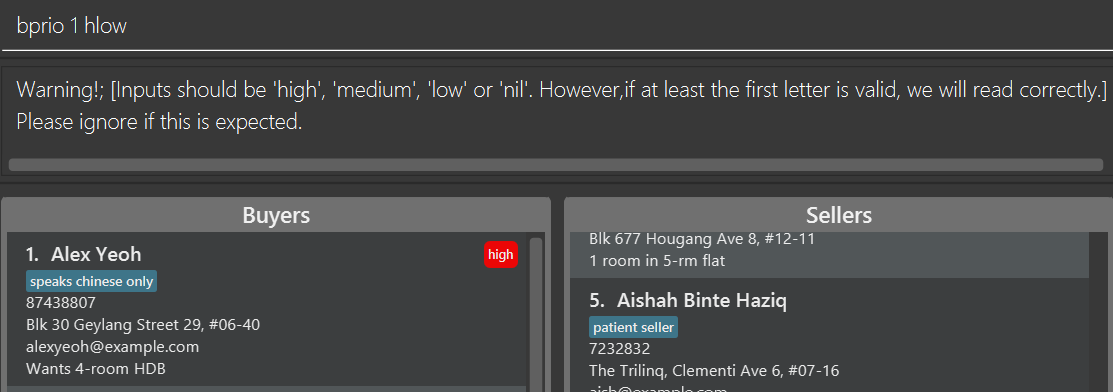 bprio 1 hlow
Warning!; [Inputs should be 'high', 'medium', 'low' or 'nil'. However,if at least the first letter is valid, we will read correctly.]
Please ignore if this is expected.
Buyers
1. Alex Yeoh
high
speaks chinese only
87438807
Blk 30 Geylang Street 29, #06-40
alexyeoh@example.com
Wants 4-room HDB
Sellers
Blk 677 Hougang Ave 8, #12-11
1 room in 5-rm flat
5. Aishah Binte Haziq
patient seller
7232832
The Trilinq, Clementi Ave 6, #07-16
aish@example.com